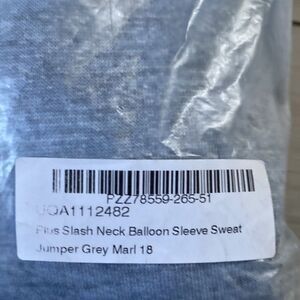 PZZ78559-265-51
UOA1112482
Plus Slash Neck Balloon Sleeve Sweat
Jumper Grey Marl 18